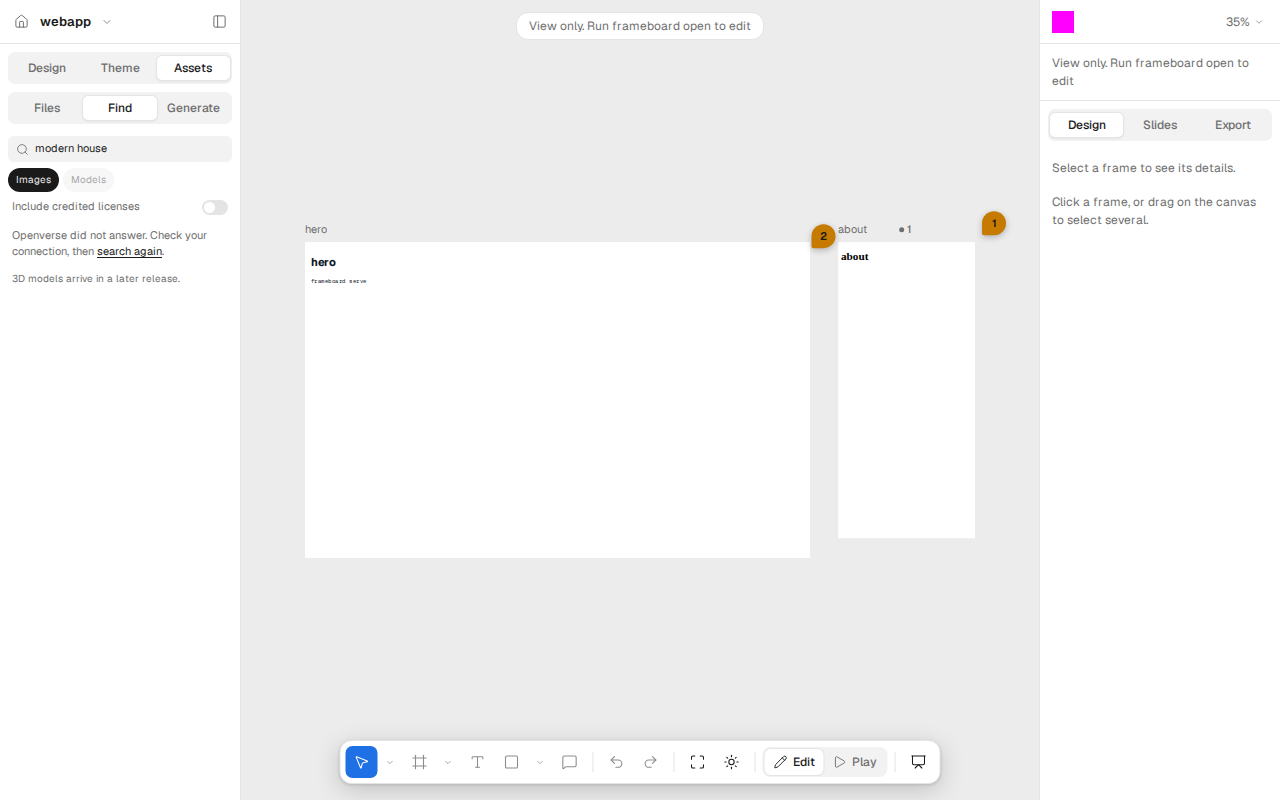 webapp
View only. Run frameboard open to edit
35%
Design Theme Assets
Files Find Generate
modern house
Images Models
Include credited licenses
Openverse did not answer. Check your
connection, then search again.
3D models arrive in a later release.
hero
2
about 1
1
hero
frameboard serve
about
View only. Run frameboard open to
edit
Design Slides Export
Select a frame to see its details.
Click a frame, or drag on the canvas
to select several.
Edit Play